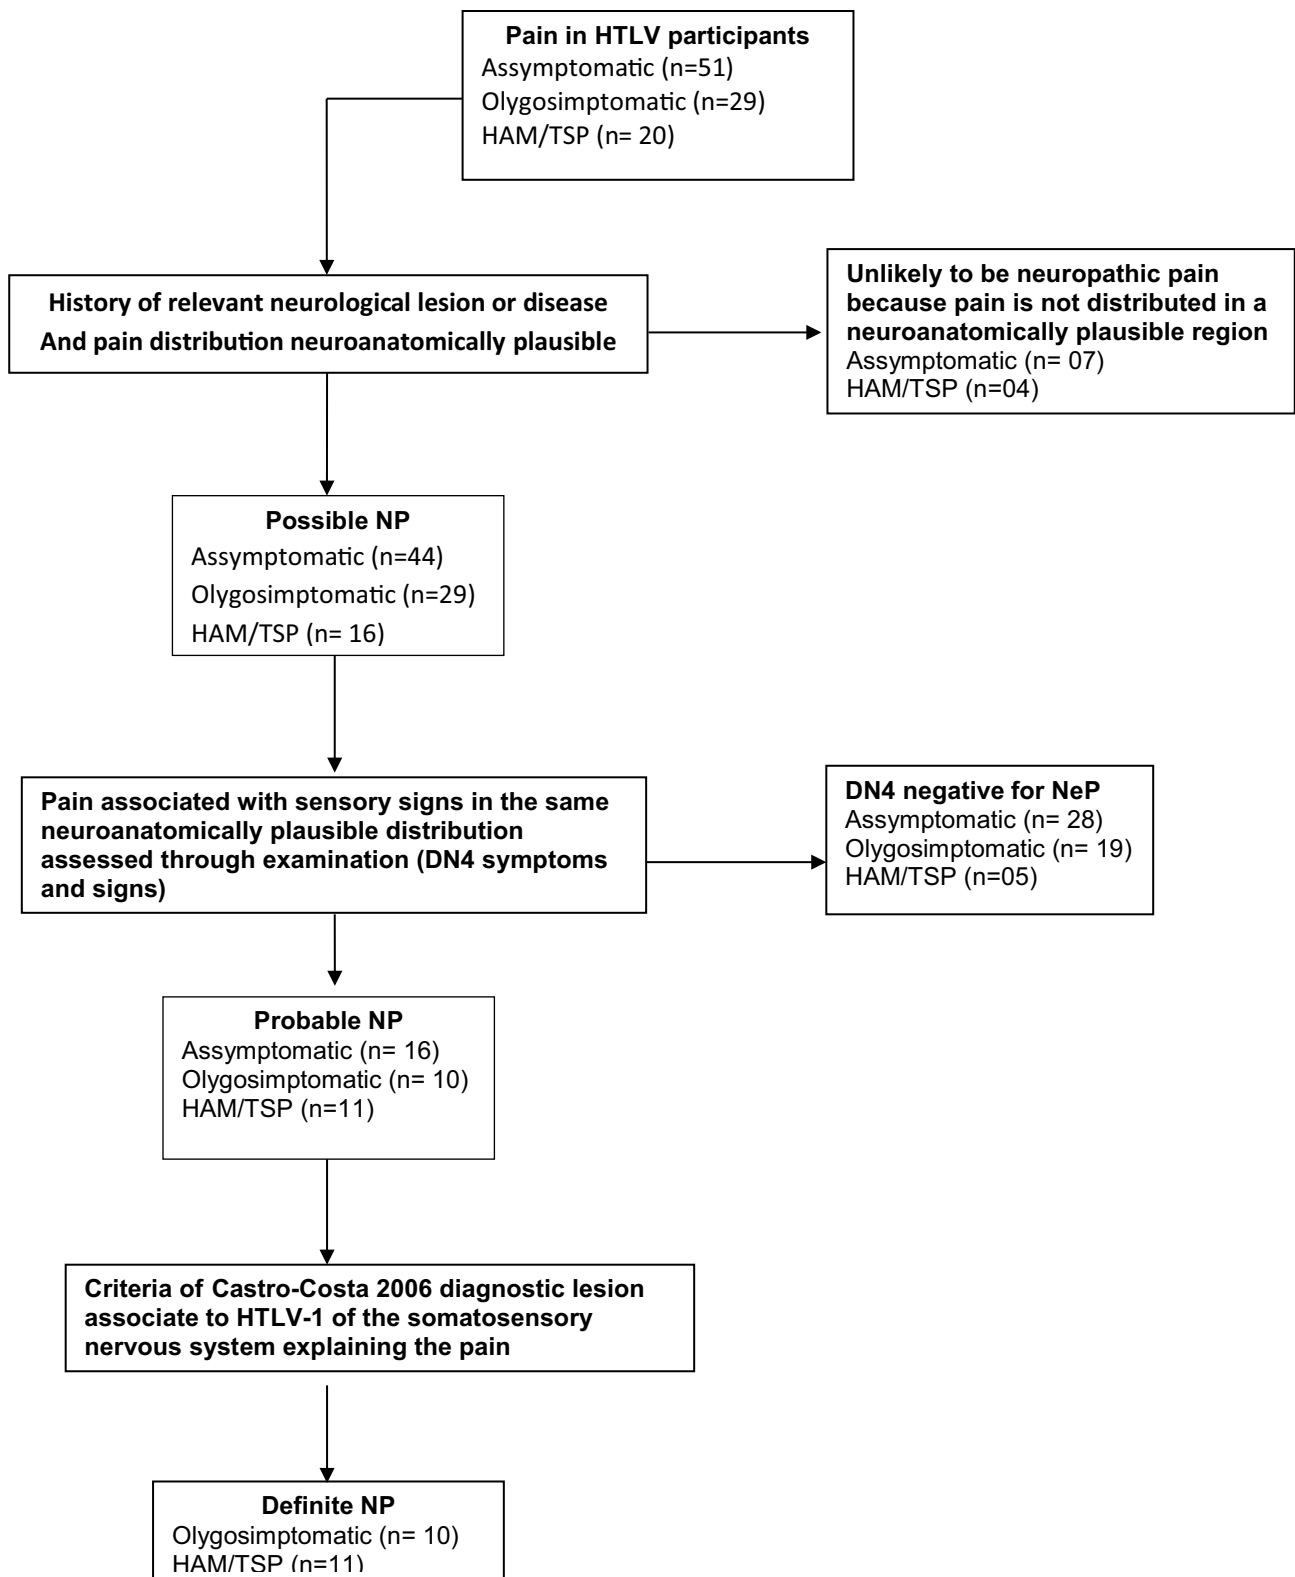 Pain in HTLV participants
Assymptomatic (n=51)
Olygosimptomatic (n=29)
HAM/TSP (n= 20)
History of relevant neurological lesion or disease
And pain distribution neuroanatomically plausible
Unlikely to be neuropathic pain
because pain is not distributed in a
neuroanatomically plausible region
Assymptomatic (n= 07)
HAM/TSP (n=04)
Possible NP
Assymptomatic (n=44)
Olygosimptomatic (n=29)
HAM/TSP (n= 16)
Pain associated with sensory signs in the same
neuroanatomically plausible distribution
assessed through examination (DN4 symptoms
and signs)
DN4 negative for NeP
Assymptomatic (n= 28)
Olygosimptomatic (n= 19)
HAM/TSP (n=05)
Probable NP
Assymptomatic (n= 16)
Olygosimptomatic (n= 10)
HAM/TSP (n=11)
Criteria of Castro-Costa 2006 diagnostic lesion
associate to HTLV-1 of the somatosensory
nervous system explaining the pain
Definite NP
Olygosimptomatic (n= 10)
HAM/TSP (n=11)